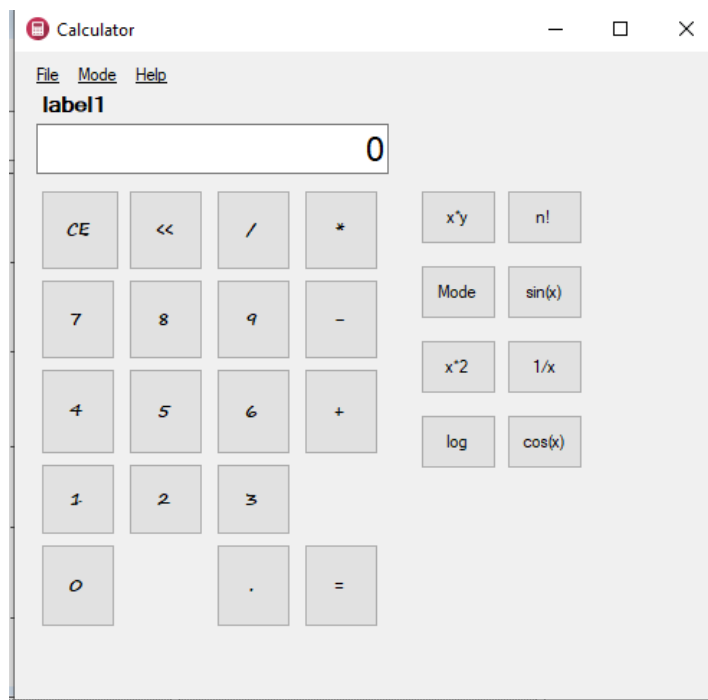 Calculator
File Mode Help
label1
0
CE << / *
x^y n!
7 8 9 -
Mode sin(x)
4 5 6 +
x^2 1/x
1 2 3
log cos(x)
0 . =